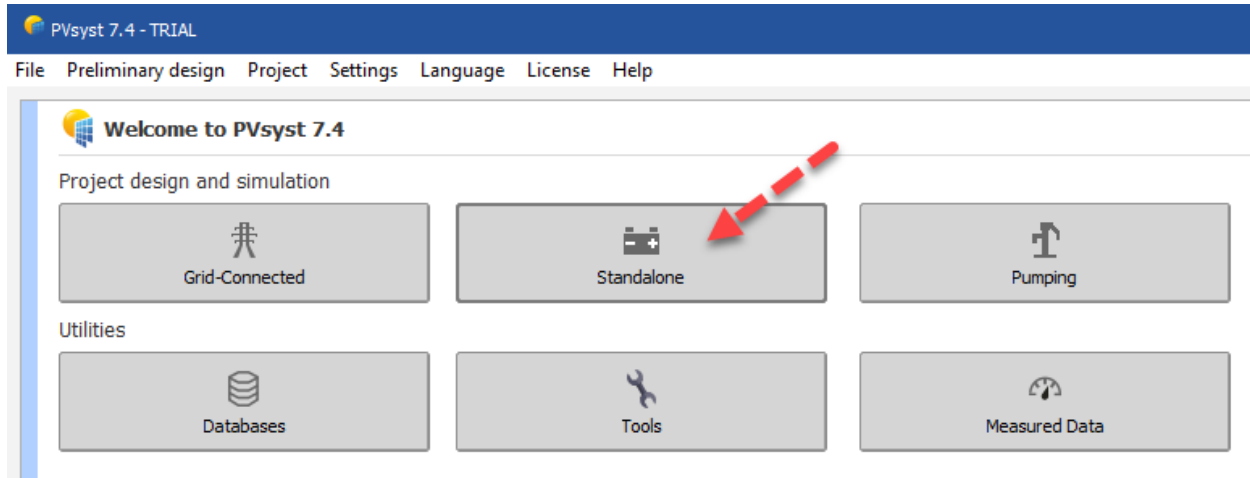 PVsyst 7.4 - TRIAL
File Preliminary design Project Settings Language License Help
Welcome to PVsyst 7.4
Project design and simulation
Grid-Connected Standalone Pumping
Utilities
Databases Tools Measured Data